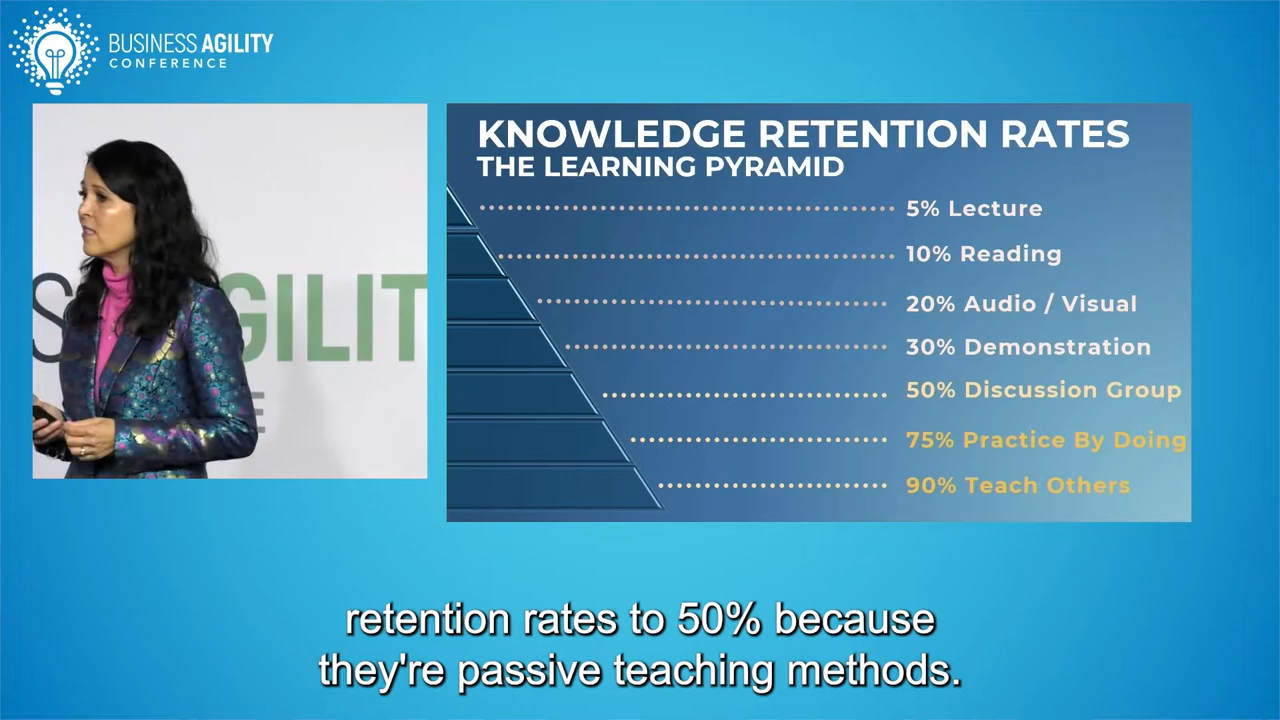 BUSINESS AGILITY
CONFERENCE
KNOWLEDGE RETENTION RATES
THE LEARNING PYRAMID
5% Lecture
10% Reading
20% Audio / Visual
30% Demonstration
50% Discussion Group
75% Practice By Doing
90% Teach Others
S GILIT
E
retention rates to 50% because
they're passive teaching methods.